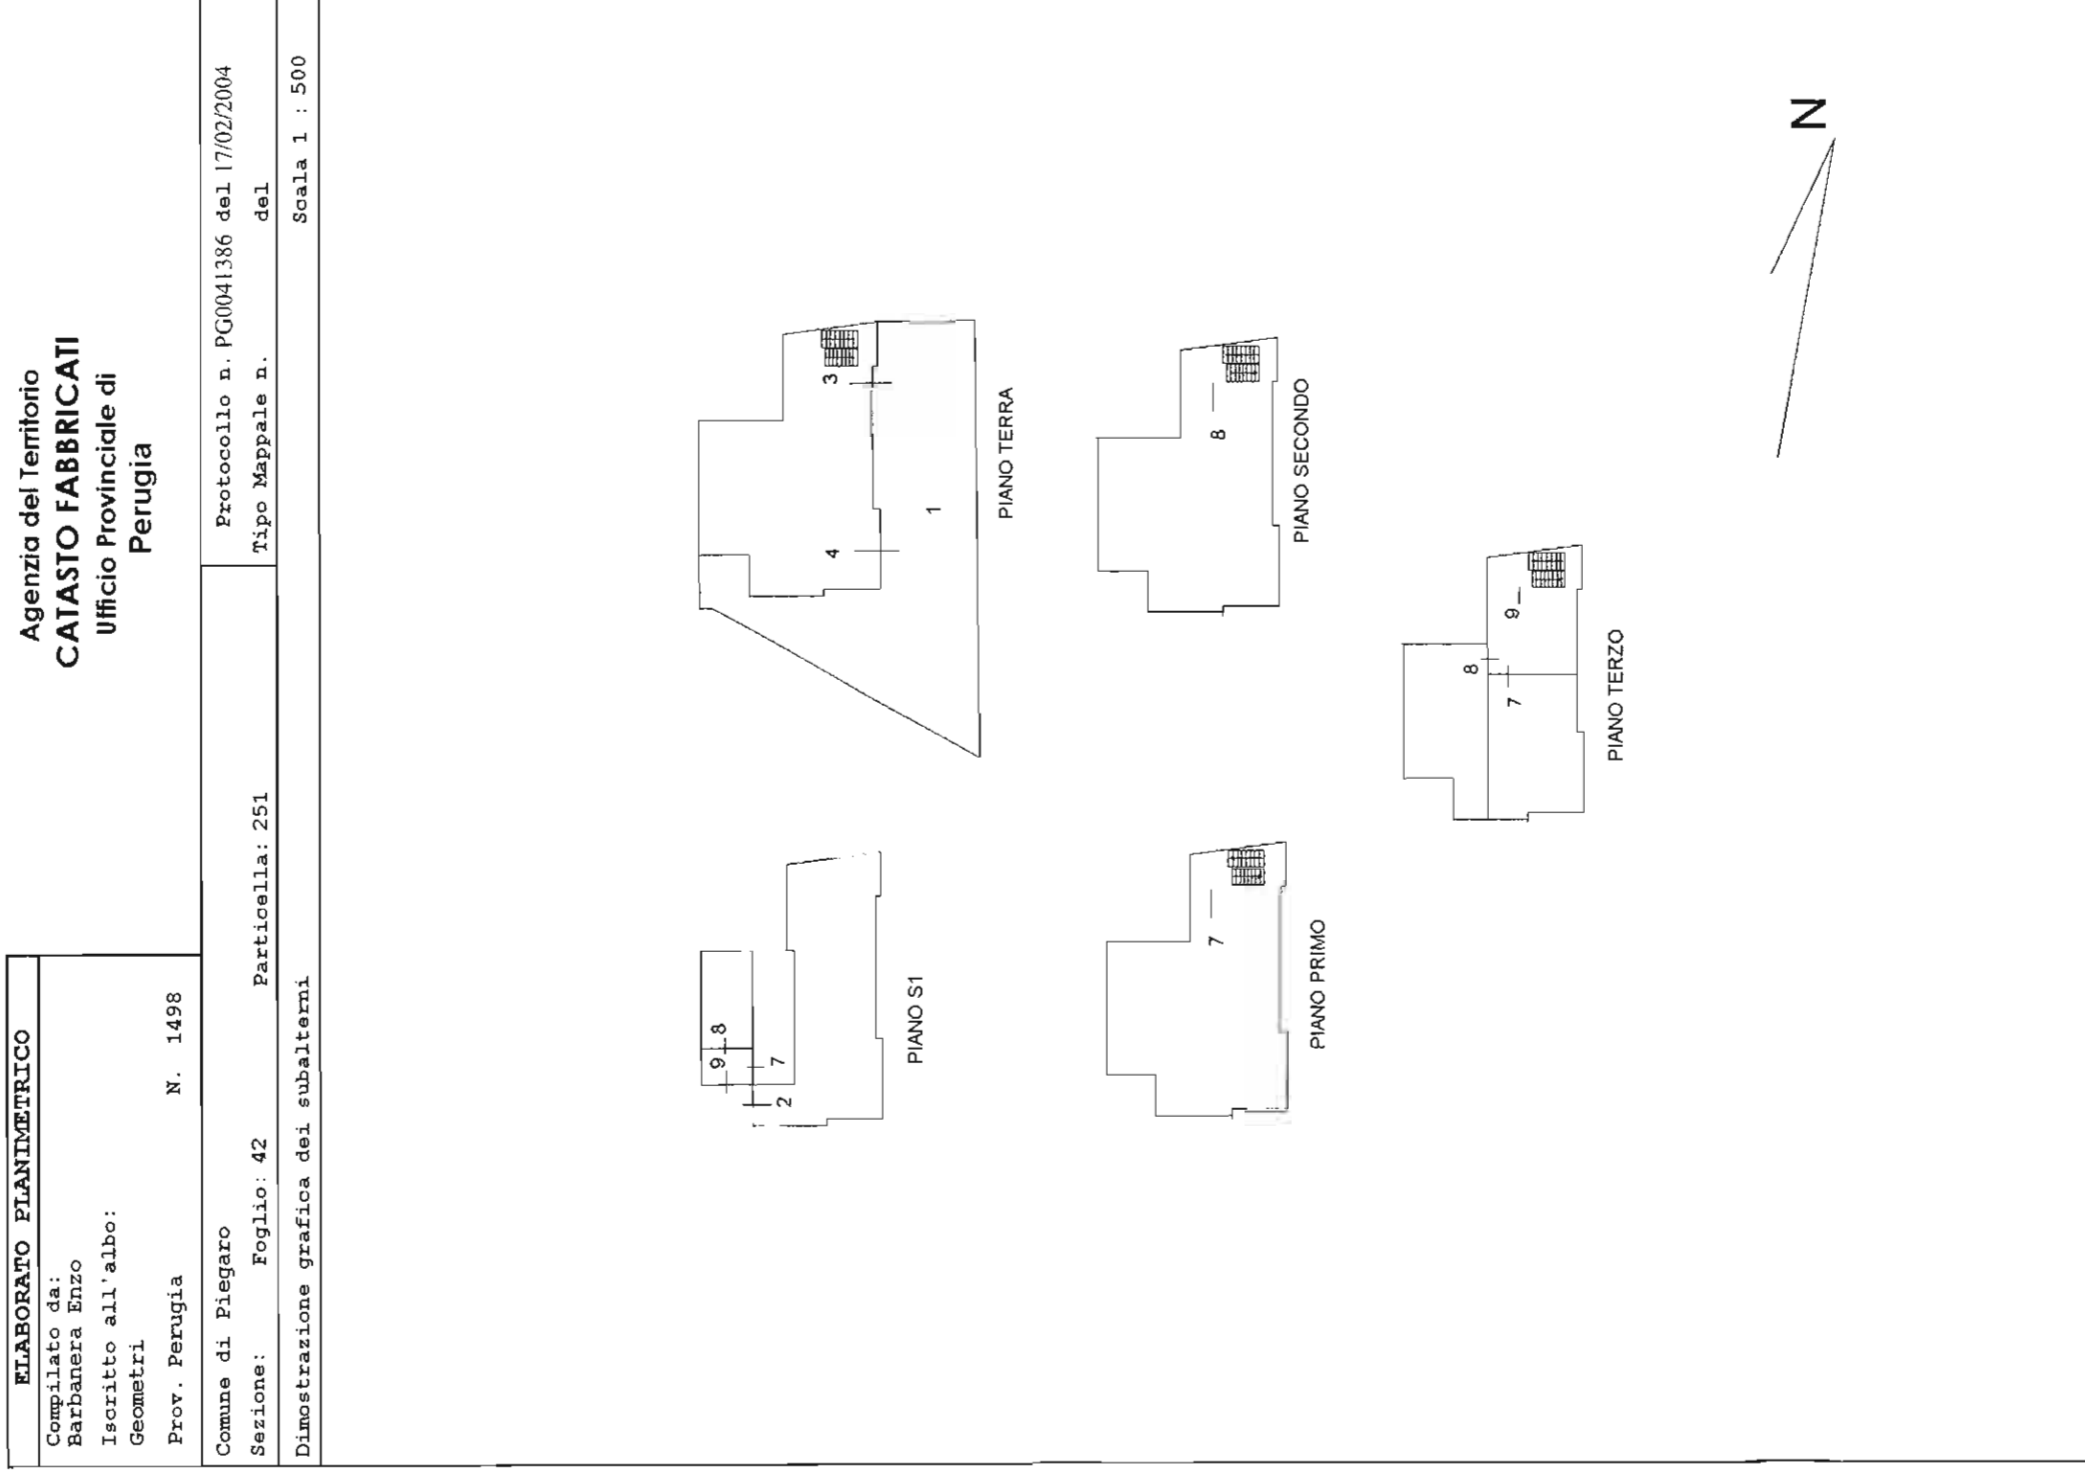 ELABORATO PLANIMETRICO
Compilato da:
Barbanera Enzo
Iscritto all'albo:
Geometri
Prov. Perugia N. 1498
Agenzia del Territorio
CATASTO FABBRICATI
Ufficio Provinciale di
Perugia
Comune di Piegaro
Sezione: Foglio: 42 Particella: 251
Protocollo n. PG0041386 del 17/02/2004
Tipo Mappale n. del
Dimostrazione grafica dei subalterni Scala 1 : 500
9 8
7
2
PIANO S1
3
4
1
PIANO TERRA
7
PIANO PRIMO
8
PIANO SECONDO
8
9
7
PIANO TERZO
N